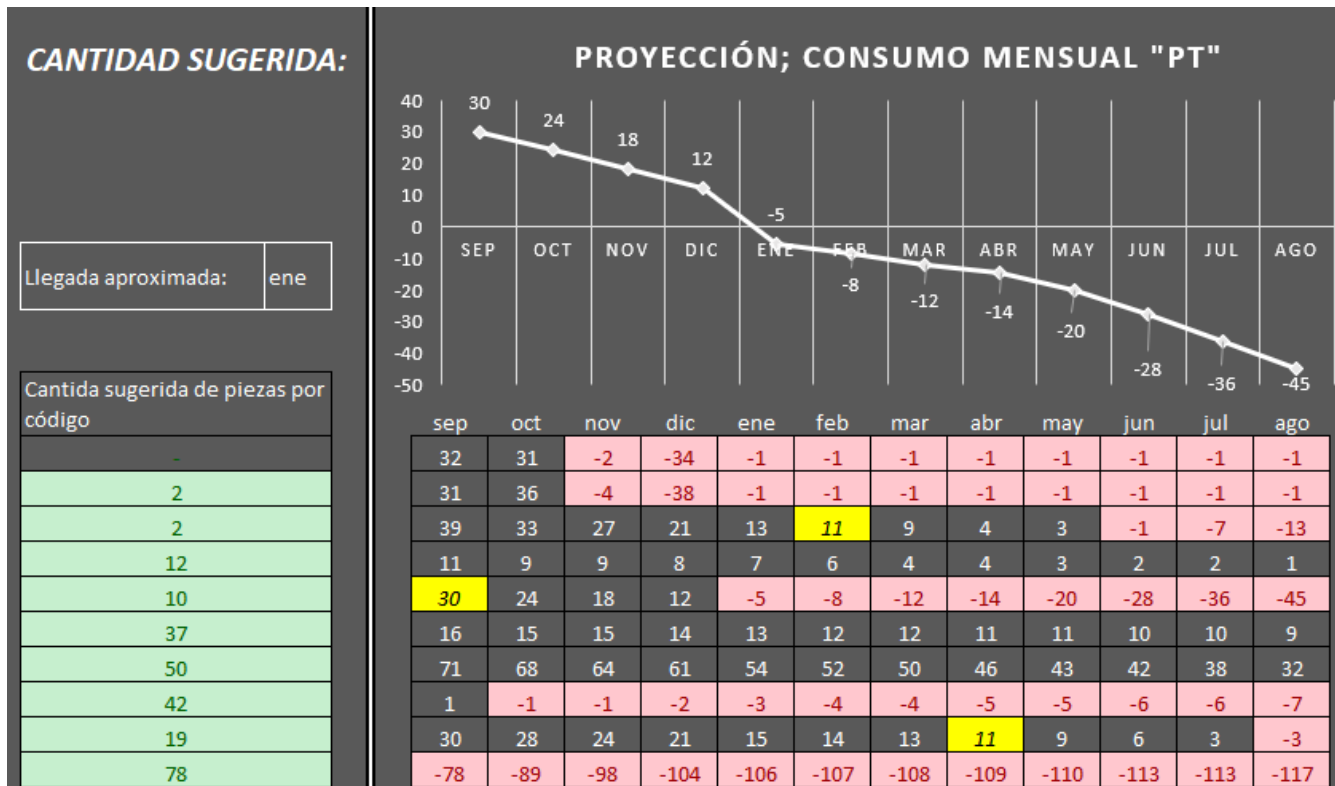 CANTIDAD SUGERIDA:
Llegada aproximada: ene
Cantida sugerida de piezas por
código
-
2
2
12
10
37
50
42
19
78
PROYECCIÓN; CONSUMO MENSUAL "PT"
40
30
20
10
0
-10
-20
-30
-40
-50
30 24 18 12 -5 -8 -12 -14 -20 -28 -36 -45
SEP OCT NOV DIC ENE FEB MAR ABR MAY JUN JUL AGO
sep oct nov dic ene feb mar abr may jun jul ago
32 31 -2 -34 -1 -1 -1 -1 -1 -1 -1 -1
31 36 -4 -38 -1 -1 -1 -1 -1 -1 -1 -1
39 33 27 21 13 11 9 4 3 -1 -7 -13
11 9 9 8 7 6 4 4 3 2 2 1
30 24 18 12 -5 -8 -12 -14 -20 -28 -36 -45
16 15 15 14 13 12 12 11 11 10 10 9
71 68 64 61 54 52 50 46 43 42 38 32
1 -1 -1 -2 -3 -4 -4 -5 -5 -6 -6 -7
30 28 24 21 15 14 13 11 9 6 3 -3
-78 -89 -98 -104 -106 -107 -108 -109 -110 -113 -113 -117